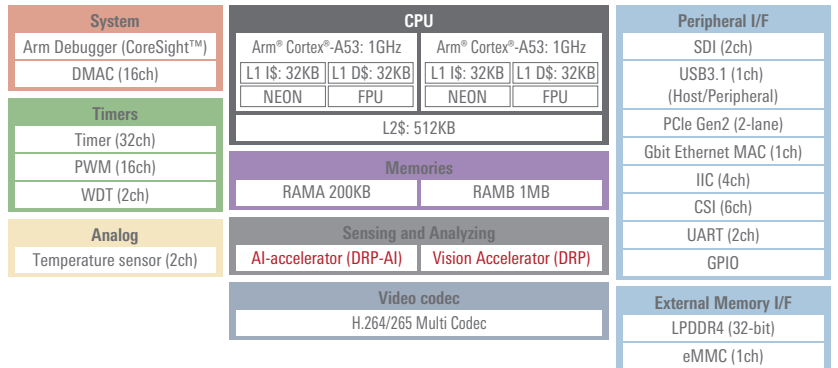 System
Arm Debugger (CoreSight™)
DMAC (16ch)
Timers
Timer (32ch)
PWM (16ch)
WDT (2ch)
Analog
Temperature sensor (2ch)
CPU
Arm® Cortex®-A53: 1GHz
L1 I$: 32KB
L1 D$: 32KB
NEON
FPU
Arm® Cortex®-A53: 1GHz
L1 I$: 32KB
L1 D$: 32KB
NEON
FPU
L2$: 512KB
Memories
RAMA 200KB
RAMB 1MB
Sensing and Analyzing
AI-accelerator (DRP-AI)
Vision Accelerator (DRP)
Video codec
H.264/265 Multi Codec
Peripheral I/F
SDI (2ch)
USB3.1 (1ch)
(Host/Peripheral)
PCIe Gen2 (2-lane)
Gbit Ethernet MAC (1ch)
IIC (4ch)
CSI (6ch)
UART (2ch)
GPIO
External Memory I/F
LPDDR4 (32-bit)
eMMC (1ch)